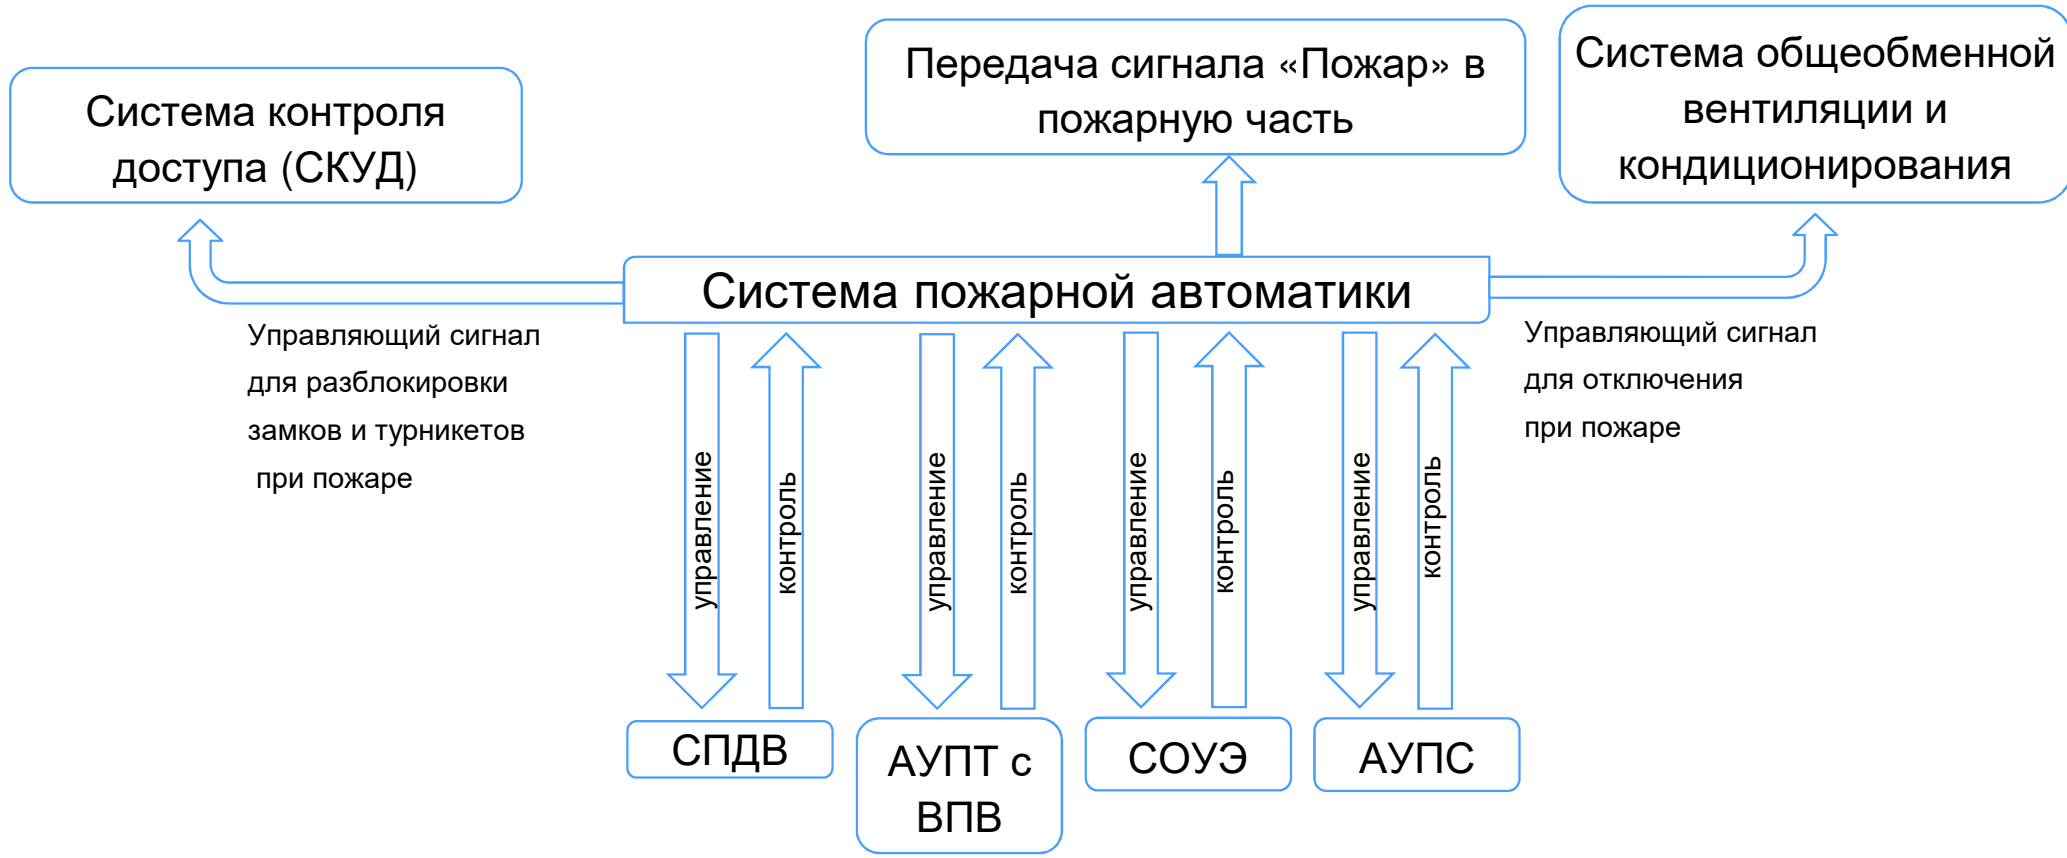 Система контроля
доступа (СКУД)
Передача сигнала «Пожар» в
пожарную часть
Система общеобменной
вентиляции и
кондиционирования
Система пожарной автоматики
Управляющий сигнал
для разблокировки
замков и турникетов
при пожаре
Управляющий сигнал
для отключения
при пожаре
управление
контроль
управление
контроль
управление
контроль
управление
контроль
СПДВ
АУПТ с
ВПВ
СОУЭ
АУПС